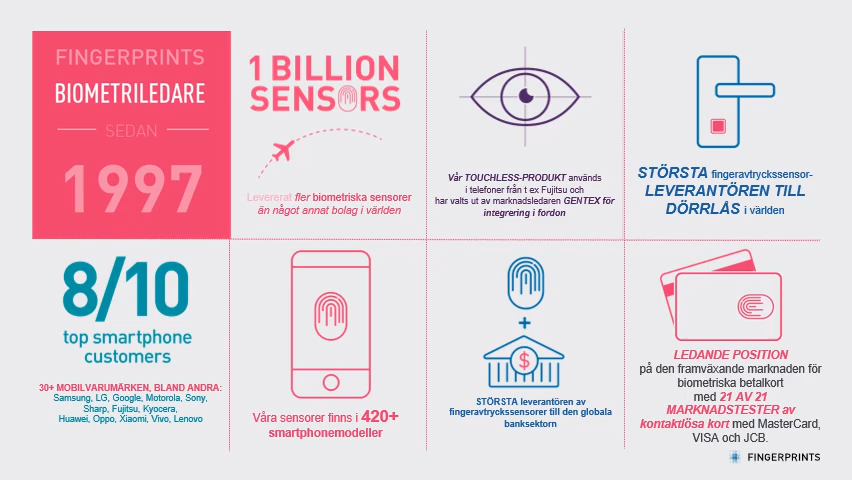 FINGERPRINTS
BIOMETRILEDARE
SEDAN
1997
1 BILLION
SENSORS
Levererat fler biometriska sensorer
än något annat bolag i världen
Vår TOUCHLESS-PRODUKT används
i telefoner från t ex Fujitsu och
har valts ut av marknadsledaren GENTEX för
integrering i fordon
STÖRSTA fingeravtryckssensor-
LEVERANTÖREN TILL
DÖRRLÅS i världen
8/10
top smartphone
customers
30+ MOBILVARUMÄRKEN, BLAND ANDRA:
Samsung, LG, Google, Motorola, Sony,
Sharp, Fujitsu, Kyocera,
Huawei, Oppo, Xiaomi, Vivo, Lenovo
Våra sensorer finns i 420+
smartphonemodeller
+
$
STÖRSTA leverantören av
fingeravtryckssensorer till den globala
banksektorn
LEDANDE POSITION
på den framväxande marknaden för
biometriska betalkort
med 21 AV 21
MARKNADSTESTER av
kontaktlösa kort med MasterCard,
VISA och JCB.
FINGERPRINTS